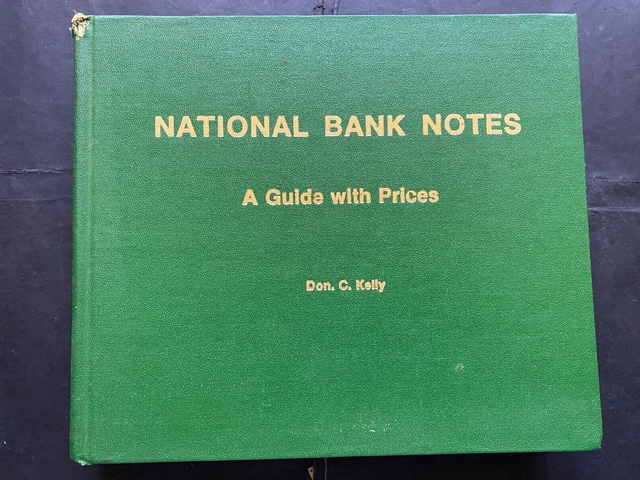 NATIONAL BANK NOTES
A Guide with Prices
Don. C. Kelly